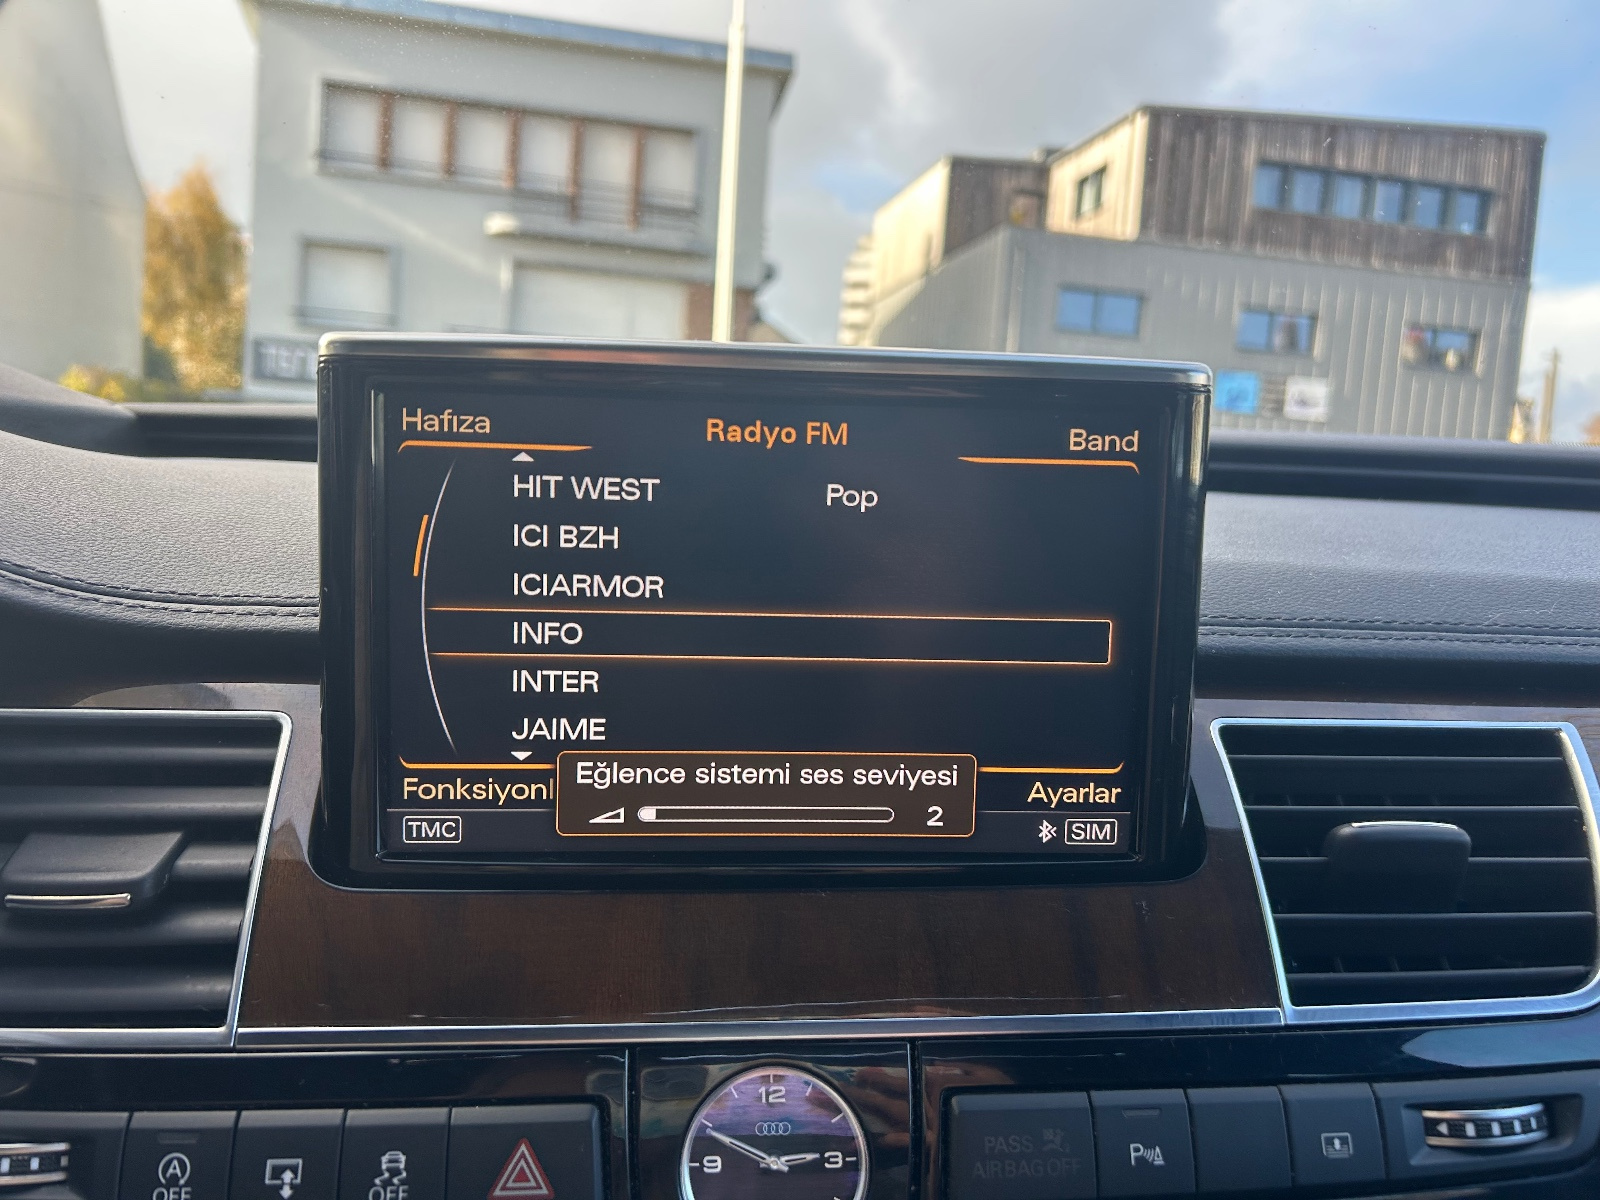 Hafıza
Radyo FM
Band
HIT WEST Pop
ICI BZH
ICIARMOR
INFO
INTER
JAIME
Eğlence sistemi ses seviyesi
2
Fonksiyonl
Ayarlar
TMC
SIM
12
9
3
PASS
AIRBAG OFF
P
A
OFF
OFF